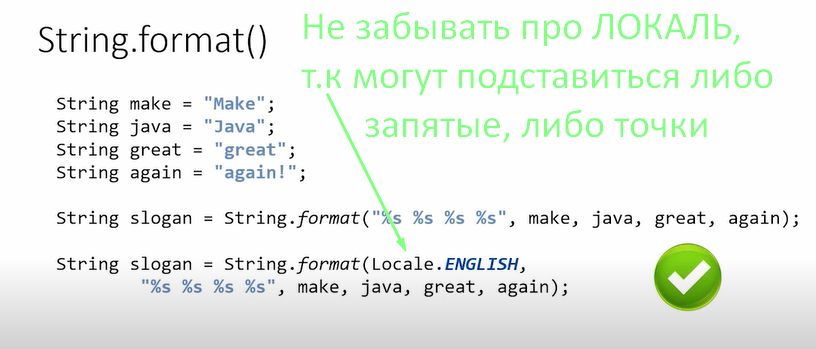 String.format()
Не забывать про ЛОКАЛЬ,
т.к могут подставиться либо
запятые, либо точки
String make = "Make";
String java = "Java";
String great = "great";
String again = "again!";
String slogan = String.format("%s %s %s %s", make, java, great, again);
String slogan = String.format(Locale.ENGLISH,
"%s %s %s %s", make, java, great, again);